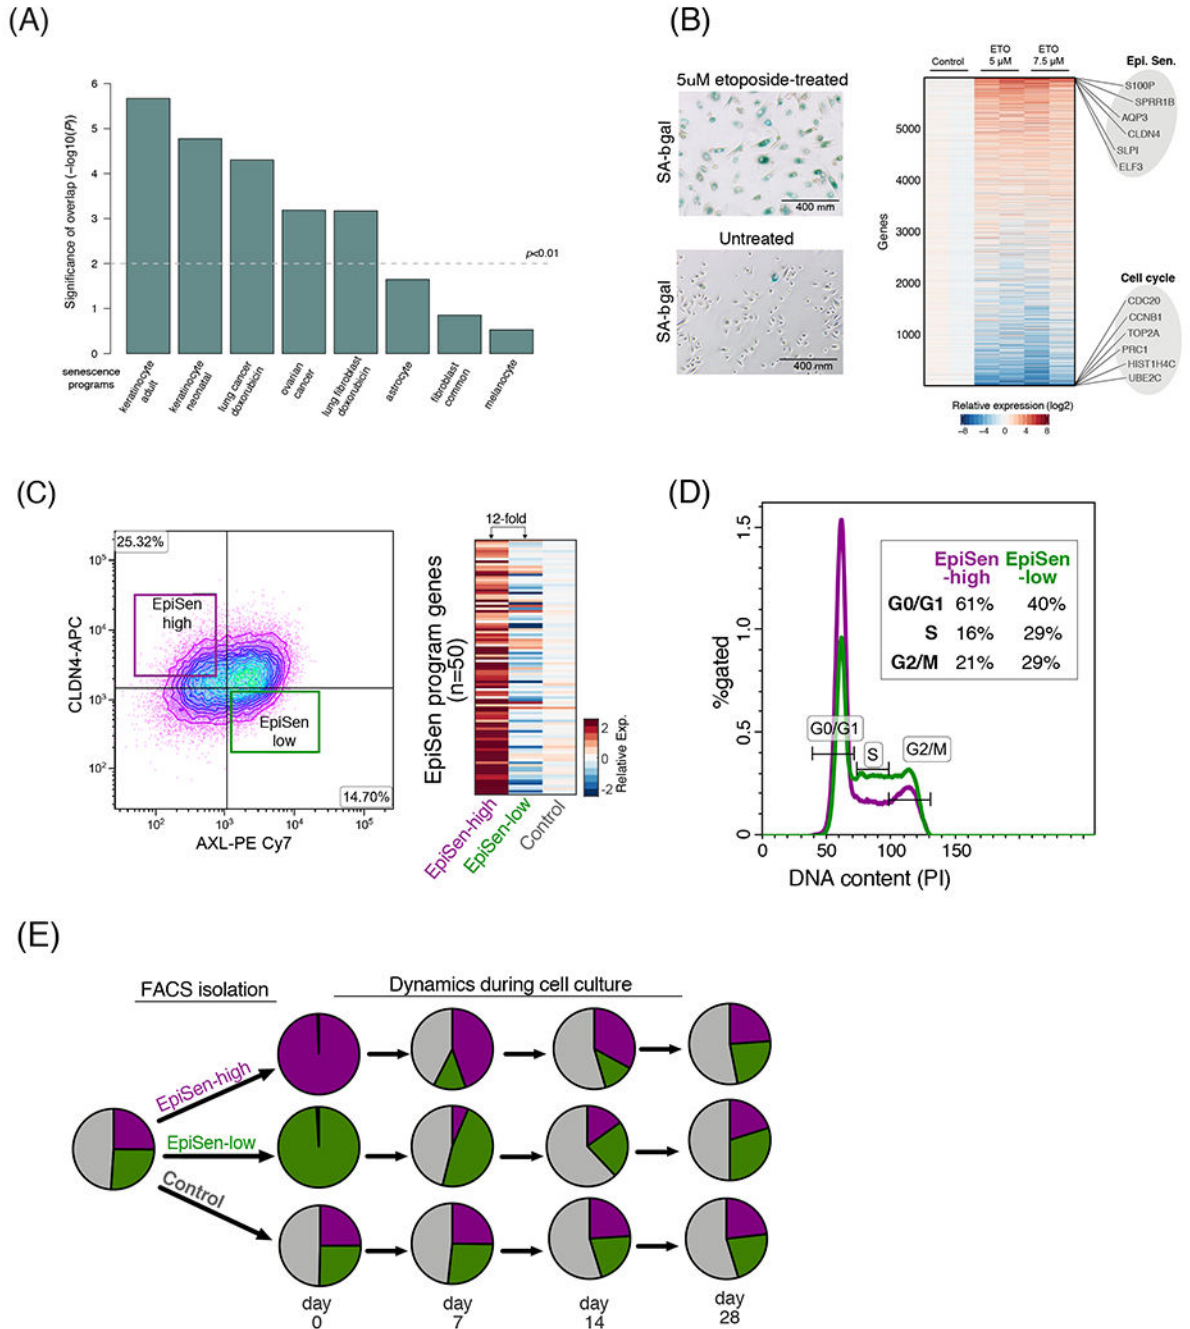 (A)
6
5
4
3
2
1
0
Significance of overlap (−log10(P))
p<0.01
senescence
programs
keratinocyte
adult
keratinocyte
neonatal
lung cancer
doxorubicin
ovarian
cancer
lung fibroblast
doxorubicin
astrocyte
fibroblast
common
melanocyte
(B)
5uM etoposide-treated
SA-bgal
400 mm
Untreated
SA-bgal
400 mm
Control
ETO
5 µM
ETO
7.5 µM
Epi. Sen.
S100P
SPRR1B
AQP3
CLDN4
SLPI
ELF3
Genes
5000
4000
3000
2000
1000
Cell cycle
CDC20
CCNB1
TOP2A
PRC1
HIST1H4C
UBE2C
Relative expression (log2)
−8 −4 0 4 8
(C)
25.32%
EpiSen
high
EpiSen
low
14.70%
CLDN4-APC
10⁵
10⁴
10³
10²
10² 10³ 10⁴ 10⁵
AXL-PE Cy7
12-fold
EpiSen program genes
(n=50)
2
0
-2
Relative Exp.
EpiSen-high
EpiSen-low
Control
(D)
1.5
1.0
0.5
0
%gated
EpiSen
-high
EpiSen
-low
G0/G1 61% 40%
S 16% 29%
G2/M 21% 29%
G0/G1
S
G2/M
0 50 100 150
DNA content (PI)
(E)
FACS isolation
Dynamics during cell culture
EpiSen-high
EpiSen-low
Control
day
0
day
7
day
14
day
28